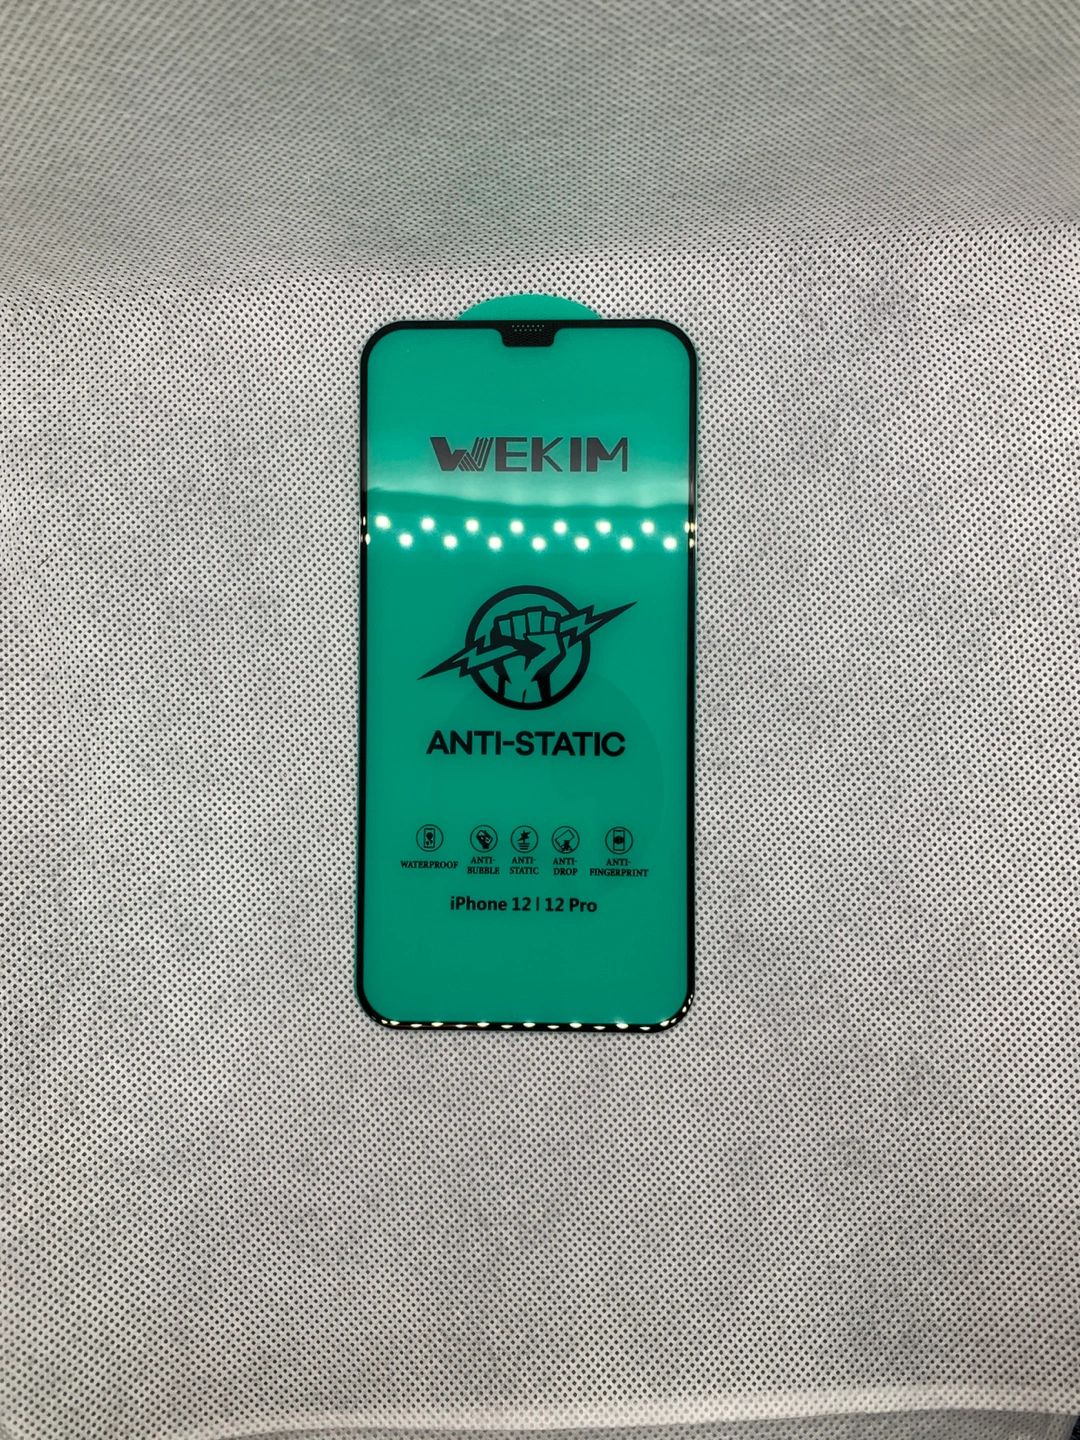 WEKIM
ANTI-STATIC
WATERPROOF
ANTI-
BUBBLE
ANTI-
STATIC
ANTI-
DROP
ANTI-
FINGERPRINT
iPhone 12 | 12 Pro